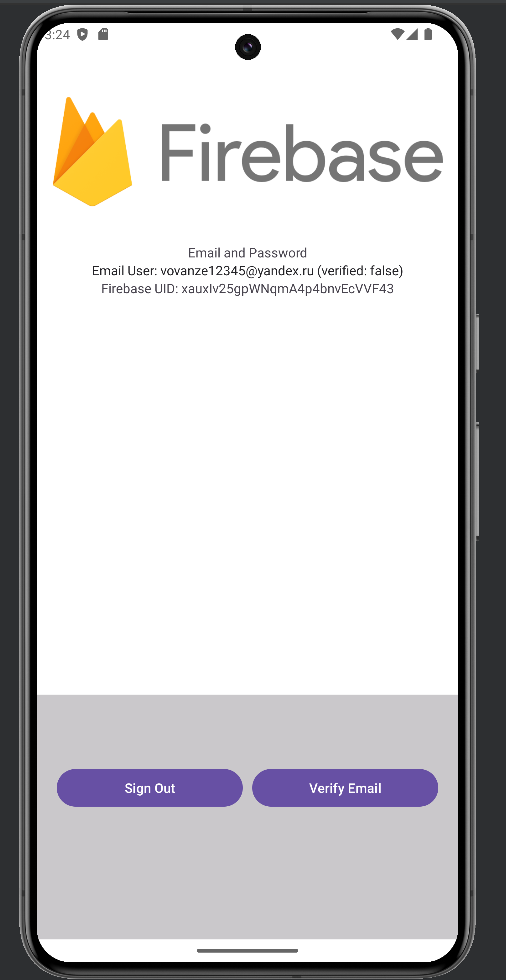 3:24
Firebase
Email and Password
Email User: vovanze12345@yandex.ru (verified: false)
Firebase UID: xauxIv25gpWNqmA4p4bnvEcVVF43
Sign Out
Verify Email